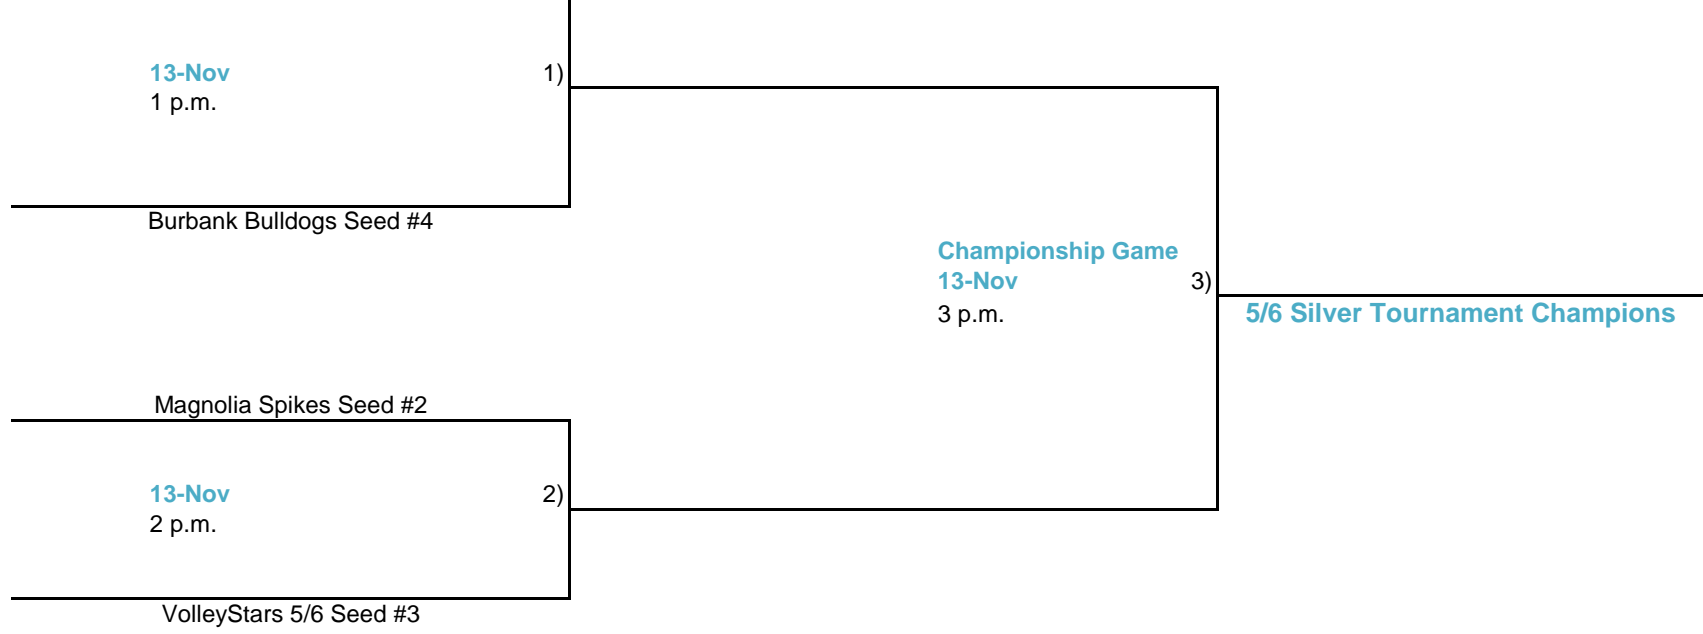 13-Nov 1)
1 p.m.
Burbank Bulldogs Seed #4
Championship Game
13-Nov 3)
3 p.m.
5/6 Silver Tournament Champions
Magnolia Spikes Seed #2
13-Nov 2)
2 p.m.
VolleyStars 5/6 Seed #3